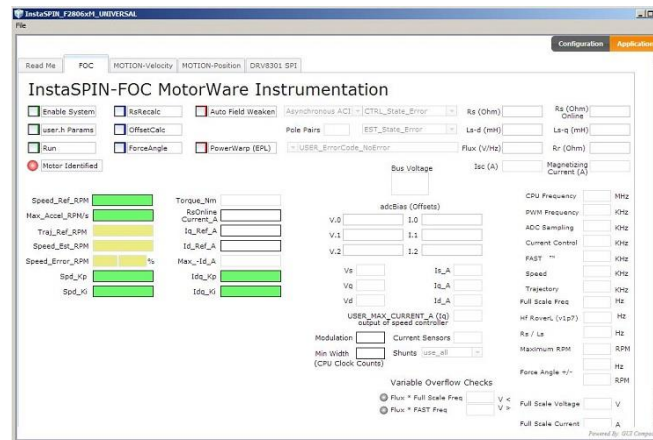 InstaSPIN_F2806xM_UNIVERSAL
File
Configuration Application
Read Me FOC MOTION-Velocity MOTION-Position DRV8301 SPI
InstaSPIN-FOC MotorWare Instrumentation
Enable System RsRecalc Auto Field Weaken Asynchronous ACI CTRL_State_Error Rs (Ohm) Rs (Ohm) Online
user.h Params OffsetCalc Pole Pairs EST_State_Error Ls-d (mH) Ls-q (mH)
Run ForceAngle PowerWarp (EPL) USER_ErrorCode_NoError Flux (V/Hz) Rr (Ohm)
Motor Identified Bus Voltage Isc (A) Magnetizing Current (A)
Speed_Ref_RPM Torque_Nm
Max_Accel_RPM/s RsOnline Current_A
Traj_Ref_RPM Iq_Ref_A
Speed_Est_RPM Id_Ref_A
Speed_Error_RPM % Max_-Id_A
Spd_Kp Idq_Kp
Spd_Ki Idq_Ki
adcBias (Offsets)
V.0 I.0
V.1 I.1
V.2 I.2
Vs Is_A
Vq Iq_A
Vd Id_A
USER_MAX_CURRENT_A (Iq)
output of speed controller
Modulation Current Sensors
Min Width Shunts use_all
(CPU Clock Counts)
Variable Overflow Checks
Flux * Full Scale Freq V <
Flux * FAST Freq V >
CPU Frequency MHz
PWM Frequency KHz
ADC Sampling KHz
Current Control KHz
FAST ™ KHz
Speed KHz
Trajectory KHz
Full Scale Freq Hz
Hf RoverL (v1p7) Hz
Rs / Ls Hz
Maximum RPM RPM
Force Angle +/- Hz
RPM
Full Scale Voltage V
Full Scale Current A
Powered By: GUI Composer